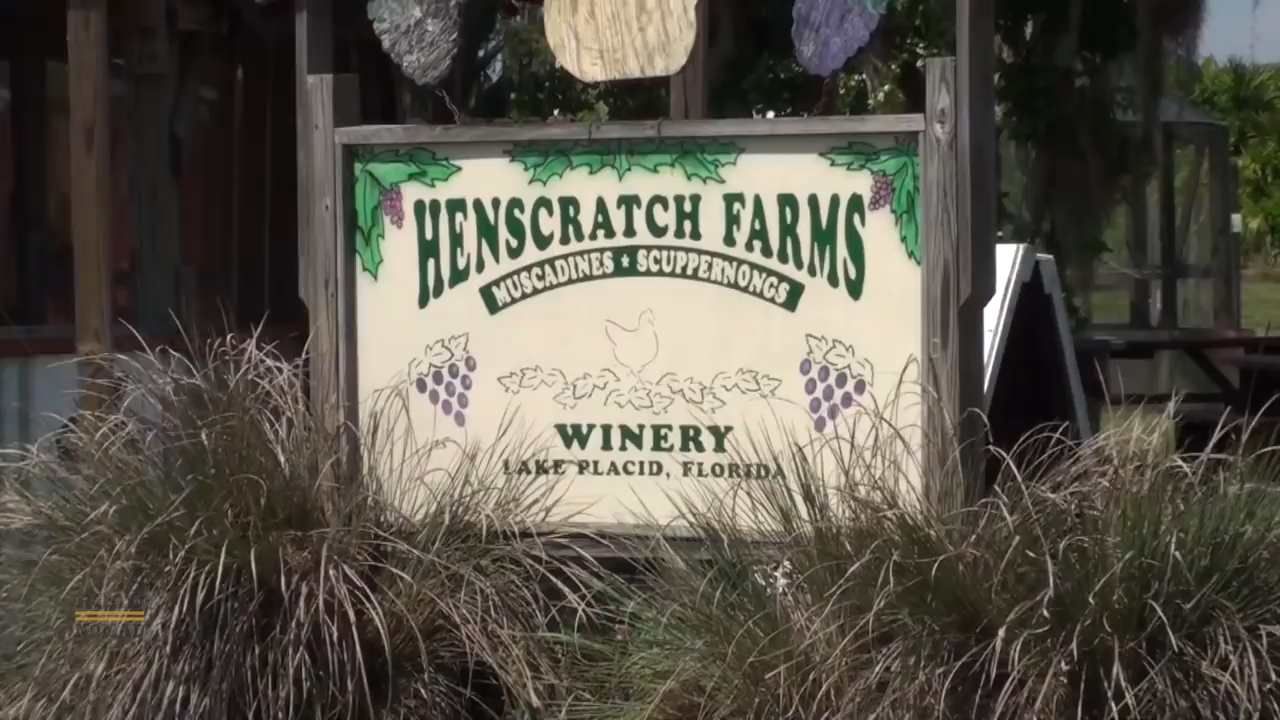 HENSCRATCH FARMS
MUSCADINES ★ SCUPPERNONGS
WINERY
LAKE PLACID, FLORIDA